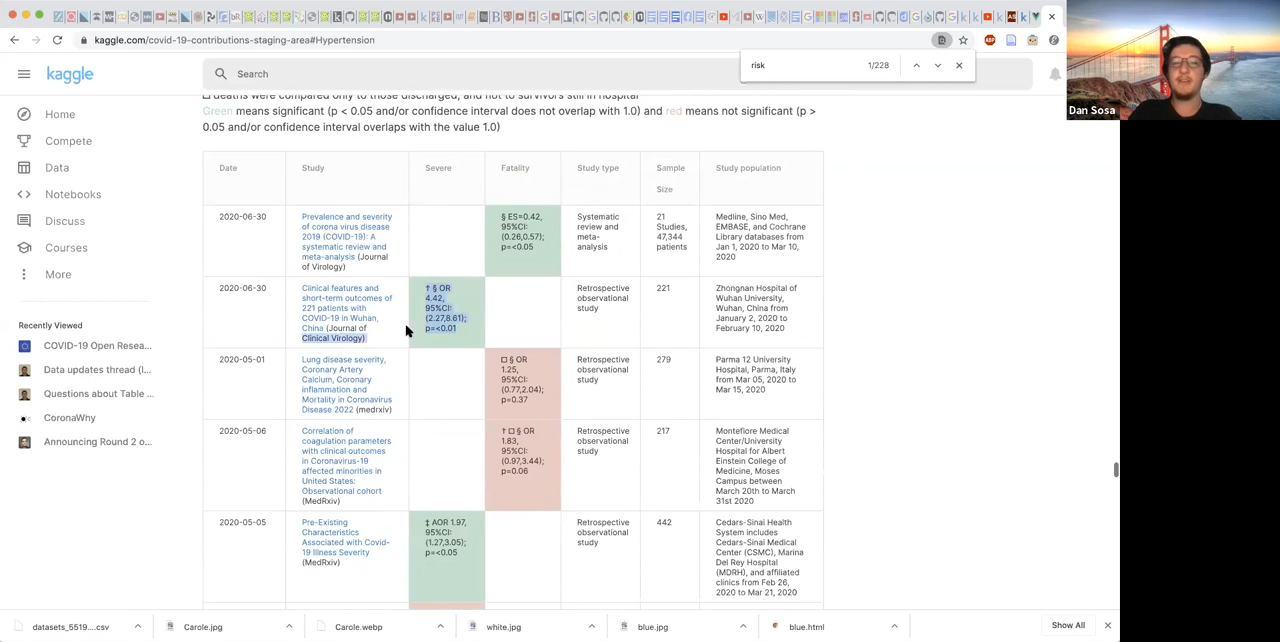 kaggle.com/covid-19-contributions-staging-area#Hypertension
risk
1/228
kaggle
Search
Dan Sosa
Home
Compete
Data
Notebooks
Discuss
Courses
More
Recently Viewed
COVID-19 Open Resea...
Data updates thread (I...
Questions about Table ...
CoronaWhy
Announcing Round 2 o...
□ deaths were compared only to those discharged, and not to survivors still in hospital
Green means significant (p < 0.05 and/or confidence interval does not overlap with 1.0) and red means not significant (p >
0.05 and/or confidence interval overlaps with the value 1.0)
Date
Study
Severe
Fatality
Study type
Sample
Size
Study population
2020-06-30
Prevalence and severity
of corona virus disease
2019 (COVID-19): A
systematic review and
meta-analysis (Journal
of Virology)
§ ES=0.42,
95%CI:
(0.26,0.57);
p=<0.05
Systematic
review and
meta-
analysis
21
Studies,
47,344
patients
Medline, Sino Med,
EMBASE, and Cochrane
Library databases from
Jan 1, 2020 to Mar 10,
2020
2020-06-30
Clinical features and
short-term outcomes of
221 patients with
COVID-19 in Wuhan,
China (Journal of
Clinical Virology)
† § OR
4.42,
95%CI:
(2.27,8.61);
p=<0.01
Retrospective
observational
study
221
Zhongnan Hospital of
Wuhan University,
Wuhan, China from
January 2, 2020 to
February 10, 2020
2020-05-01
Lung disease severity,
Coronary Artery
Calcium, Coronary
inflammation and
Mortality in Coronavirus
Disease 2022 (medrxiv)
□ § OR
1.25,
95%CI:
(0.77,2.04);
p=0.37
Retrospective
observational
study
279
Parma 12 University
Hospital, Parma, Italy
from Mar 05, 2020 to
Mar 15, 2020
2020-05-06
Correlation of
coagulation parameters
with clinical outcomes
in Coronavirus-19
affected minorities in
United States:
Observational cohort
(MedRxiv)
† □ § OR
1.83,
95%CI:
(0.97,3.44);
p=0.06
Retrospective
observational
study
217
Montefiore Medical
Center/University
Hospital for Albert
Einstein College of
Medicine, Moses
Campus between
March 20th to March
31st 2020
2020-05-05
Pre-Existing
Characteristics
Associated with Covid-
19 Illness Severity
(MedRxiv)
‡ AOR 1.97,
95%CI:
(1.27,3.05);
p=<0.05
Retrospective
observational
study
442
Cedars-Sinai Health
System includes
Cedars-Sinai Medical
Center (CSMC), Marina
Del Rey Hospital
(MDRH), and affiliated
clinics from Feb 26,
2020 to Mar 21, 2020
datasets_5519....csv
Carole.jpg
Carole.webp
white.jpg
blue.jpg
blue.html
Show All